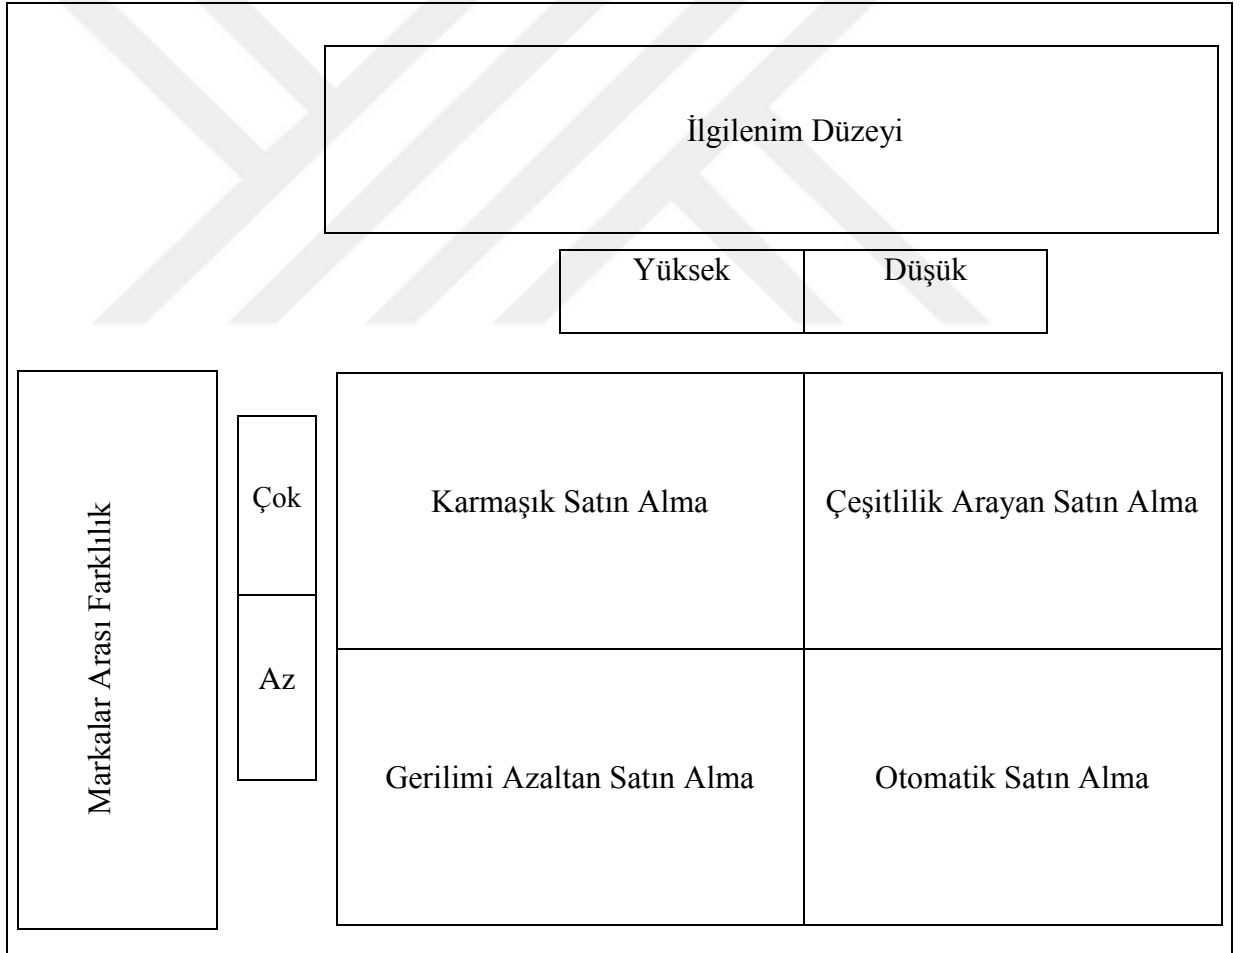 İlgilenim Düzeyi
Yüksek
Düşük
Markalar Arası Farklılık
Çok
Karmaşık Satın Alma
Çeşitlilik Arayan Satın Alma
Az
Gerilimi Azaltan Satın Alma
Otomatik Satın Alma